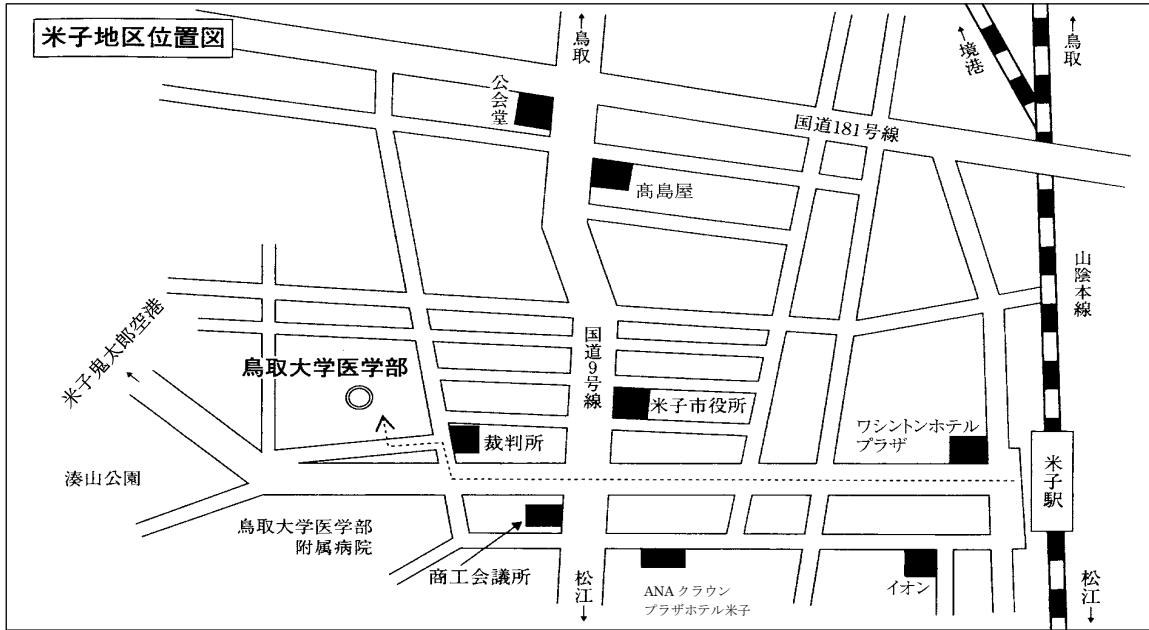 米子地区位置図
↑鳥取
↑境港
↑鳥取
公会堂
国道181号線
髙島屋
山陰本線
米子鬼太郎空港
国道9号線
鳥取大学医学部
米子市役所
裁判所
ワシントンホテル
プラザ
米子駅
湊山公園
鳥取大学医学部
附属病院
商工会議所
松江↓
ANAクラウン
プラザホテル米子
イオン
松江↓